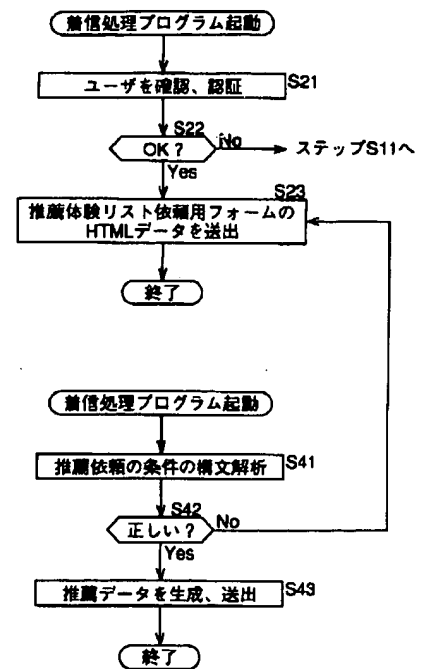 着信処理プログラム起動
ユーザを確認、認証
S21
S22
OK?
No
ステップS11へ
Yes
S23
推薦体験リスト依頼用フォームの
HTMLデータを送出
終了
着信処理プログラム起動
推薦依頼の条件の構文解析
S41
S42
正しい?
No
Yes
推薦データを生成、送出
S43
終了